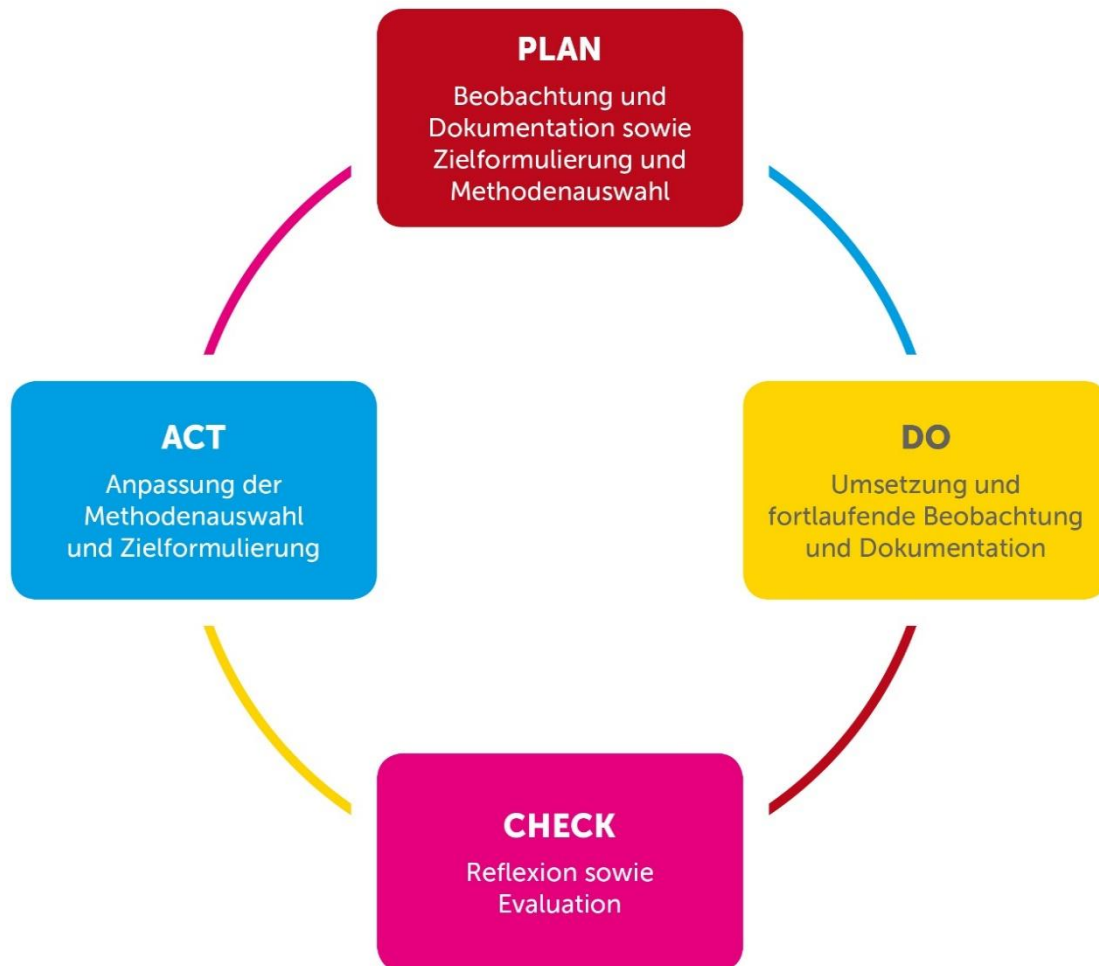 PLAN
Beobachtung und
Dokumentation sowie
Zielformulierung und
Methodenauswahl
ACT
Anpassung der
Methodenauswahl
und Zielformulierung
DO
Umsetzung und
fortlaufende Beobachtung
und Dokumentation
CHECK
Reflexion sowie
Evaluation